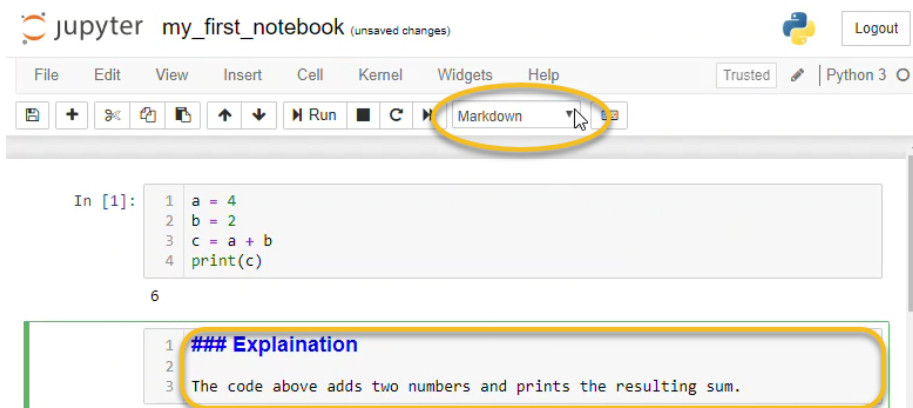 jupyter my_first_notebook (unsaved changes) Logout
File Edit View Insert Cell Kernel Widgets Help Trusted Python 3
Run Markdown
In [1]: 1 a = 4
2 b = 2
3 c = a + b
4 print(c)
6
1 ### Explaination
2
3 The code above adds two numbers and prints the resulting sum.